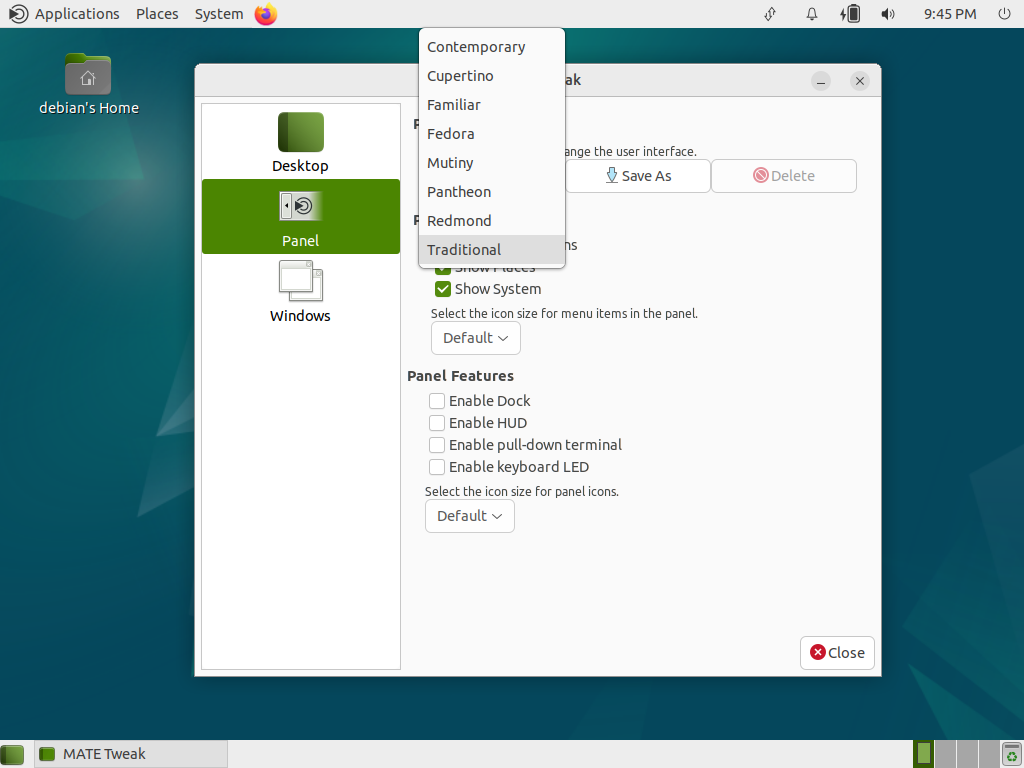 Applications Places System 9:45 PM
debian's Home
Contemporary
Cupertino
Familiar
Fedora
Mutiny
Pantheon
Redmond
Traditional
Desktop
Panel
Windows
Save As
Delete
the user interface.
Show Places
Show System
Select the icon size for menu items in the panel.
Default
Panel Features
Enable Dock
Enable HUD
Enable pull-down terminal
Enable keyboard LED
Select the icon size for panel icons.
Default
Close
MATE Tweak